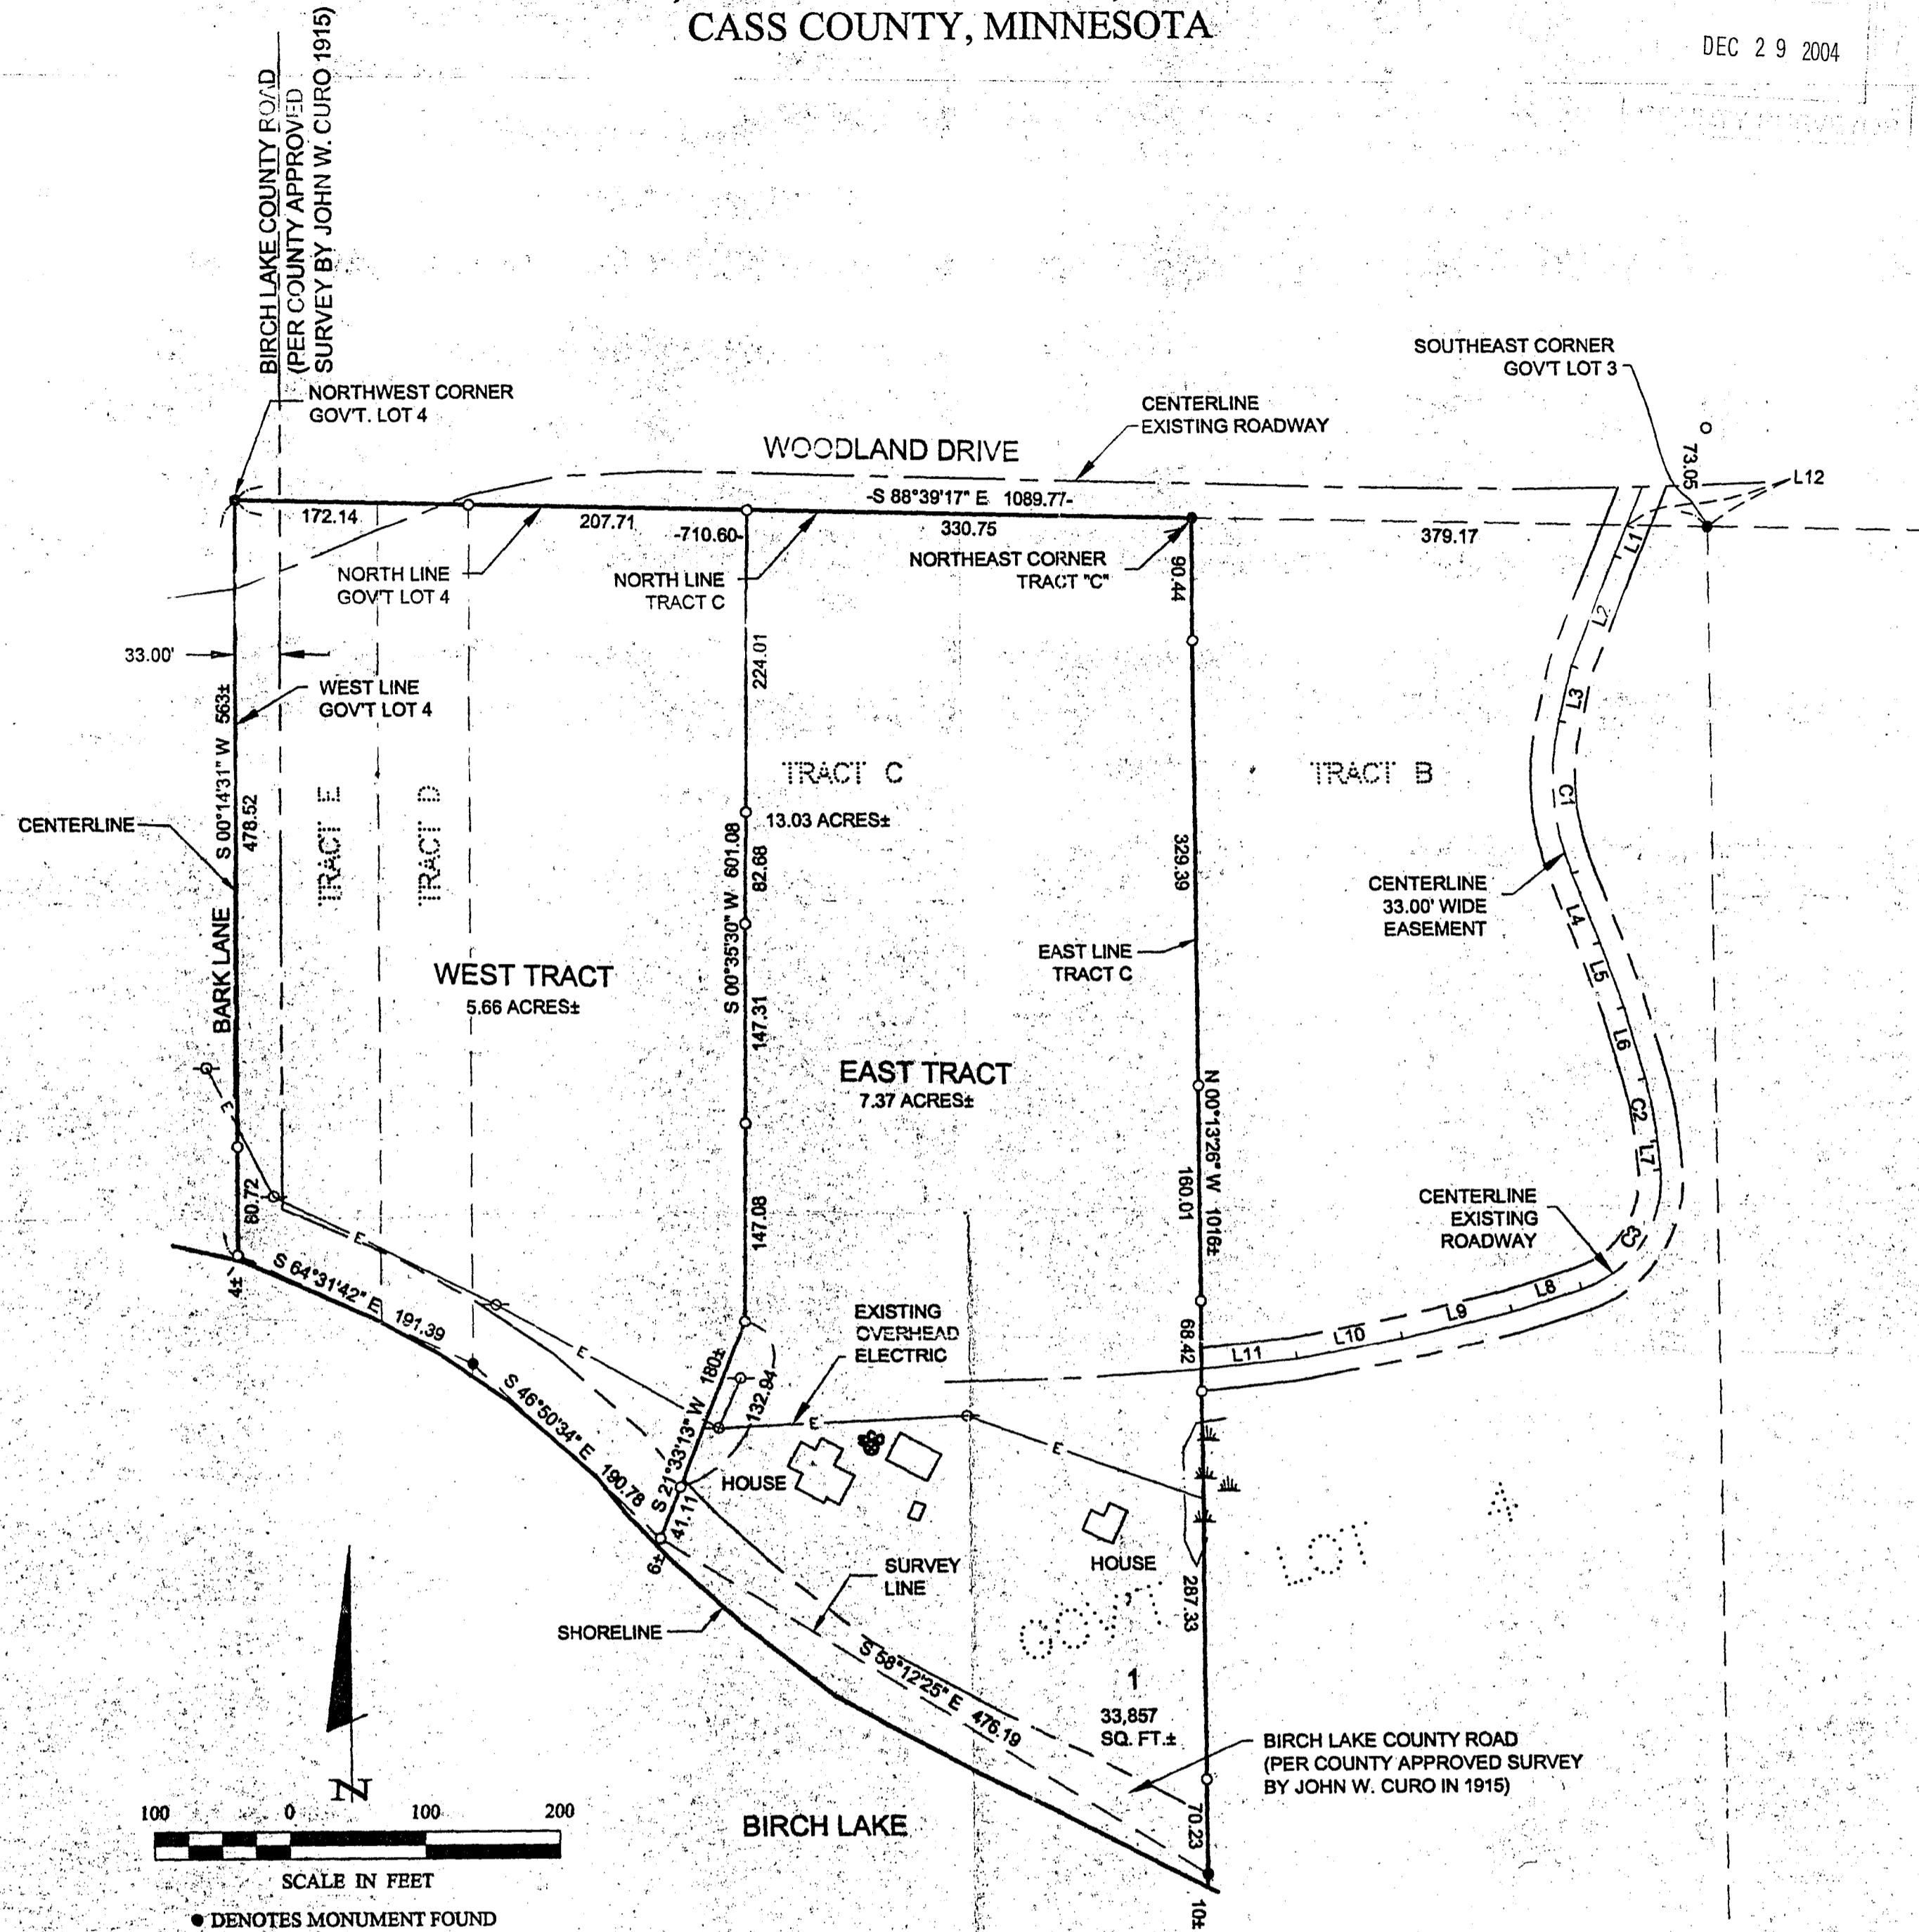 CASS COUNTY, MINNESOTA
DEC 29 2004
BIRCH LAKE COUNTY ROAD
(PER COUNTY APPROVED
SURVEY BY JOHN W. CURO 1915)
NORTHWEST CORNER
GOV'T. LOT 4
SOUTHEAST CORNER
GOV'T LOT 3
CENTERLINE
EXISTING ROADWAY
WOODLAND DRIVE
73.05
L12
-S 88°39'17" E 1089.77-
172.14
207.71
-710.60-
330.75
379.17
NORTH LINE
GOV'T LOT 4
NORTH LINE
TRACT C
NORTHEAST CORNER
TRACT "C"
90.44
L1
L2
L3
33.00'
WEST LINE
GOV'T LOT 4
224.01
S 00°14'31" W 563±
478.52
CENTERLINE
TRACT E
TRACT D
TRACT C
13.03 ACRES±
TRACT B
C1
S 00°35'30" W 601.08
82.68
329.39
CENTERLINE
33.00' WIDE
EASEMENT
L4
L5
L6
C2
L7
BARK LANE
WEST TRACT
5.66 ACRES±
147.31
EAST LINE
TRACT C
EAST TRACT
7.37 ACRES±
N 00°13'26" W 1016±
160.01
CENTERLINE
EXISTING
ROADWAY
C3
L8
L9
L10
L11
E
80.72
4±
147.08
E
S 64°31'42" E 191.39
EXISTING
OVERHEAD
ELECTRIC
68.42
E
S 46°50'34" E 190.78
S 21°33'13" W 180±
132.94
41.11
6±
E
E
HOUSE
HOUSE
SURVEY
LINE
SHORELINE
GOV'T LOT 4
287.33
S 58°12'25" E 476.19
1
33,857
SQ. FT.±
BIRCH LAKE COUNTY ROAD
(PER COUNTY APPROVED SURVEY
BY JOHN W. CURO IN 1915)
70.23
10±
BIRCH LAKE
N
100 0 100 200
SCALE IN FEET
● DENOTES MONUMENT FOUND